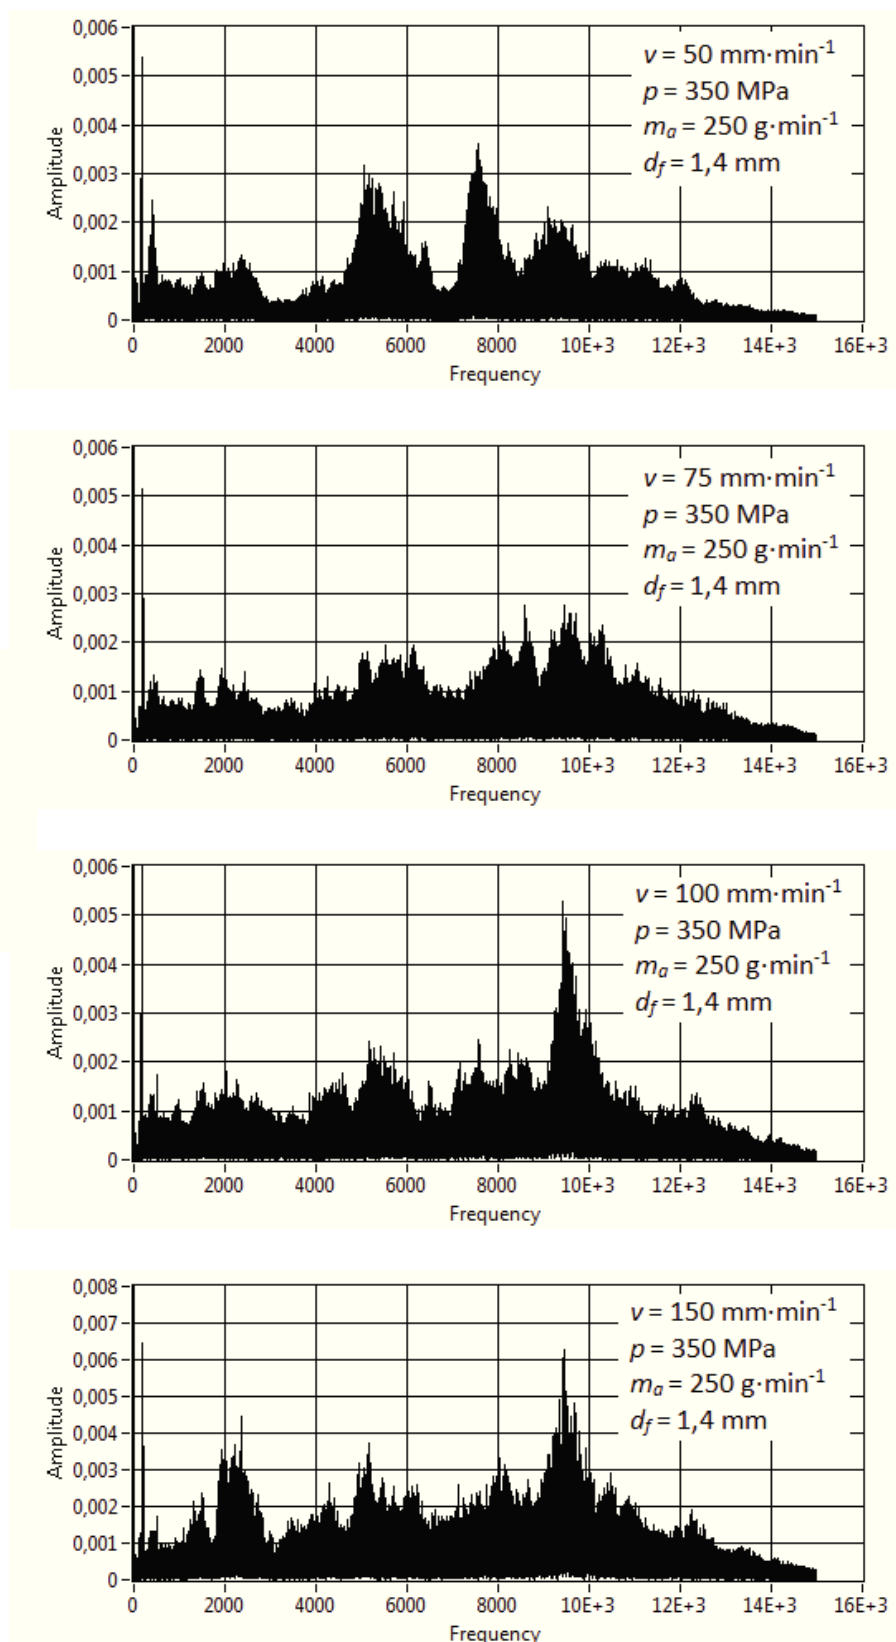 0,006
0,005
0,004
0,003
0,002
0,001
0
Amplitude
v = 50 mm·min⁻¹
p = 350 MPa
mₐ = 250 g·min⁻¹
d_f = 1,4 mm
0 2000 4000 6000 8000 10E+3 12E+3 14E+3 16E+3
Frequency
0,006
0,005
0,004
0,003
0,002
0,001
0
Amplitude
v = 75 mm·min⁻¹
p = 350 MPa
mₐ = 250 g·min⁻¹
d_f = 1,4 mm
0 2000 4000 6000 8000 10E+3 12E+3 14E+3 16E+3
Frequency
0,006
0,005
0,004
0,003
0,002
0,001
0
Amplitude
v = 100 mm·min⁻¹
p = 350 MPa
mₐ = 250 g·min⁻¹
d_f = 1,4 mm
0 2000 4000 6000 8000 10E+3 12E+3 14E+3 16E+3
Frequency
0,008
0,007
0,006
0,005
0,004
0,003
0,002
0,001
0
Amplitude
v = 150 mm·min⁻¹
p = 350 MPa
mₐ = 250 g·min⁻¹
d_f = 1,4 mm
0 2000 4000 6000 8000 10E+3 12E+3 14E+3 16E+3
Frequency